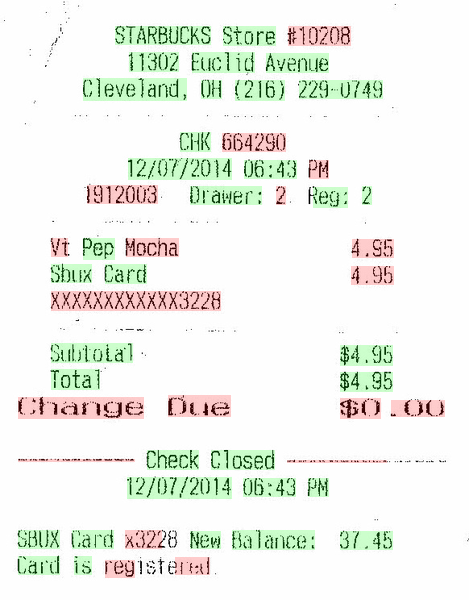 STARBUCKS Store #10208
11302 Euclid Avenue
Cleveland, OH (216) 229-0749
CHK 664290
12/07/2014 06:43 PM
1912003 Drawer: 2 Reg: 2
Vt Pep Mocha 4.95
Sbux Card 4.95
XXXXXXXXXXXX3228
Subtotal $4.95
Total $4.95
Change Due $0.00
Check Closed
12/07/2014 06:43 PM
SBUX Card x3228 New Balance: 37.45
Card is registered.